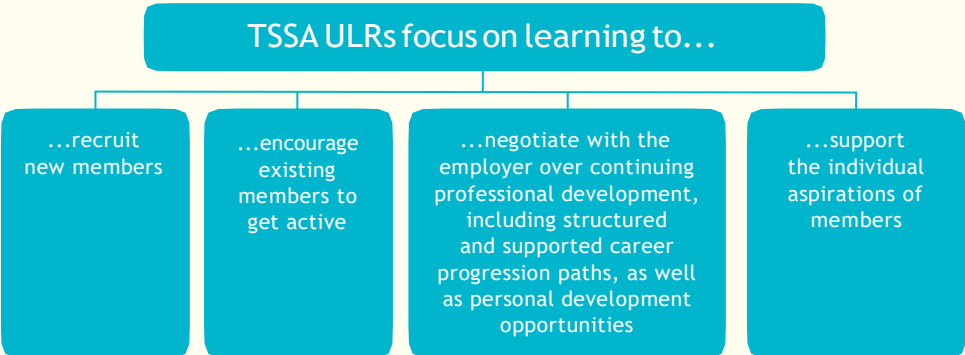 TSSA ULRs focus on learning to...
...recruit
new members
...encourage
existing
members to
get active
...negotiate with the
employer over continuing
professional development,
including structured
and supported career
progression paths, as well
as personal development
opportunities
...support
the individual
aspirations of
members